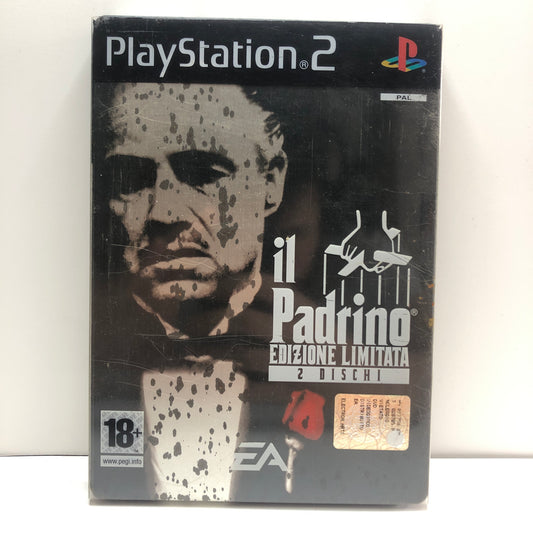 PlayStation®2
PAL
il
Padrino®
EDIZIONE LIMITATA
2 DISCHI
18+
www.pegi.info
EA